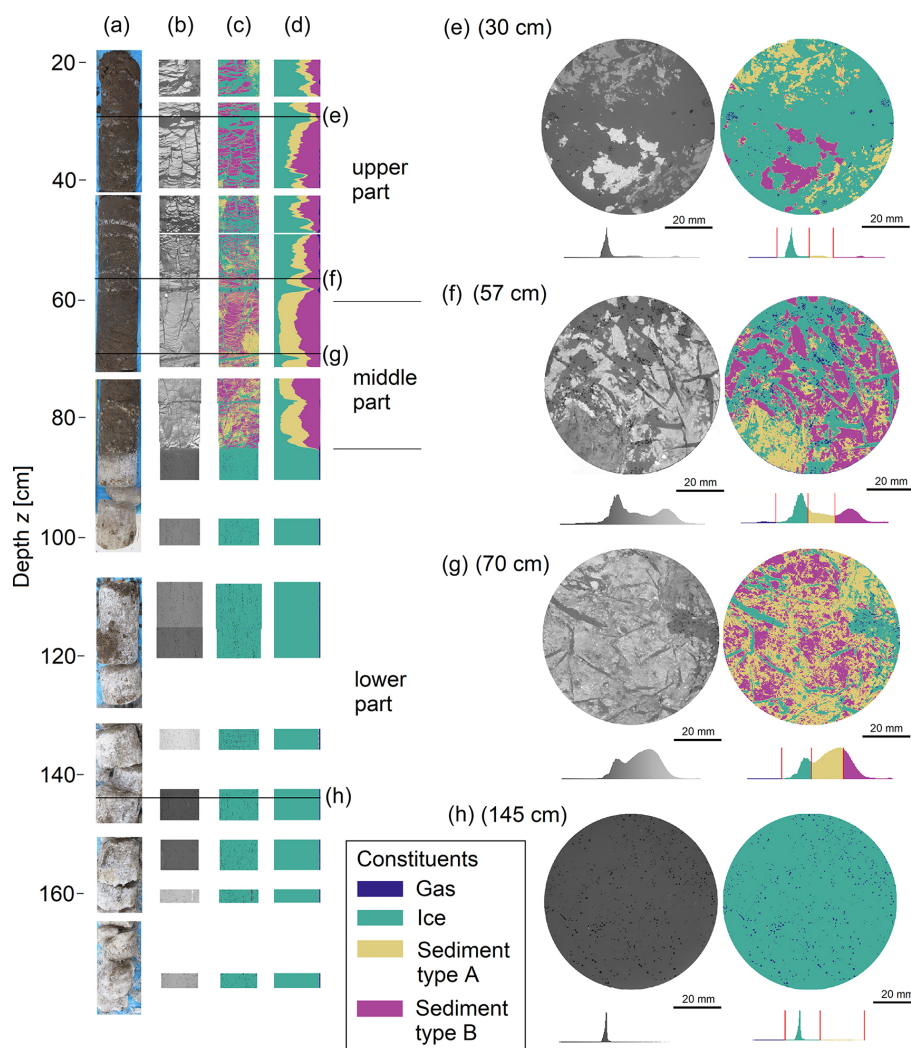 (a)
(b)
(c)
(d)
20
40
60
80
100
120
140
160
Depth z [cm]
(e)
(f)
(g)
(h)
upper
part
middle
part
lower
part
Constituents
Gas
Ice
Sediment
type A
Sediment
type B
(e) (30 cm)
20 mm
20 mm
(f) (57 cm)
20 mm
20 mm
(g) (70 cm)
20 mm
20 mm
(h) (145 cm)
20 mm
20 mm